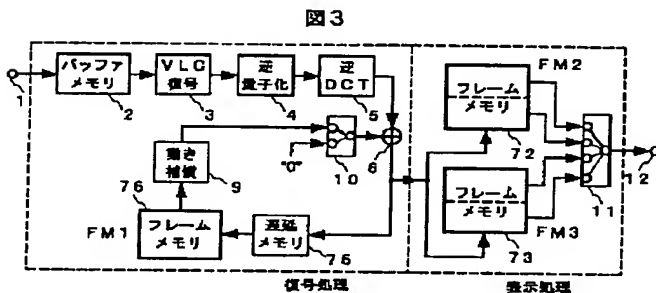 図3
バッファ
メモリ
VLC
復号
逆
量子化
逆
DCT
1
2
3
4
5
6
"0"
10
動き
補償
9
76
FM1
フレーム
メモリ
遅延
メモリ
75
復号処理
FM2
フレーム
メモリ
72
フレーム
メモリ
73
FM3
11
12
表示処理